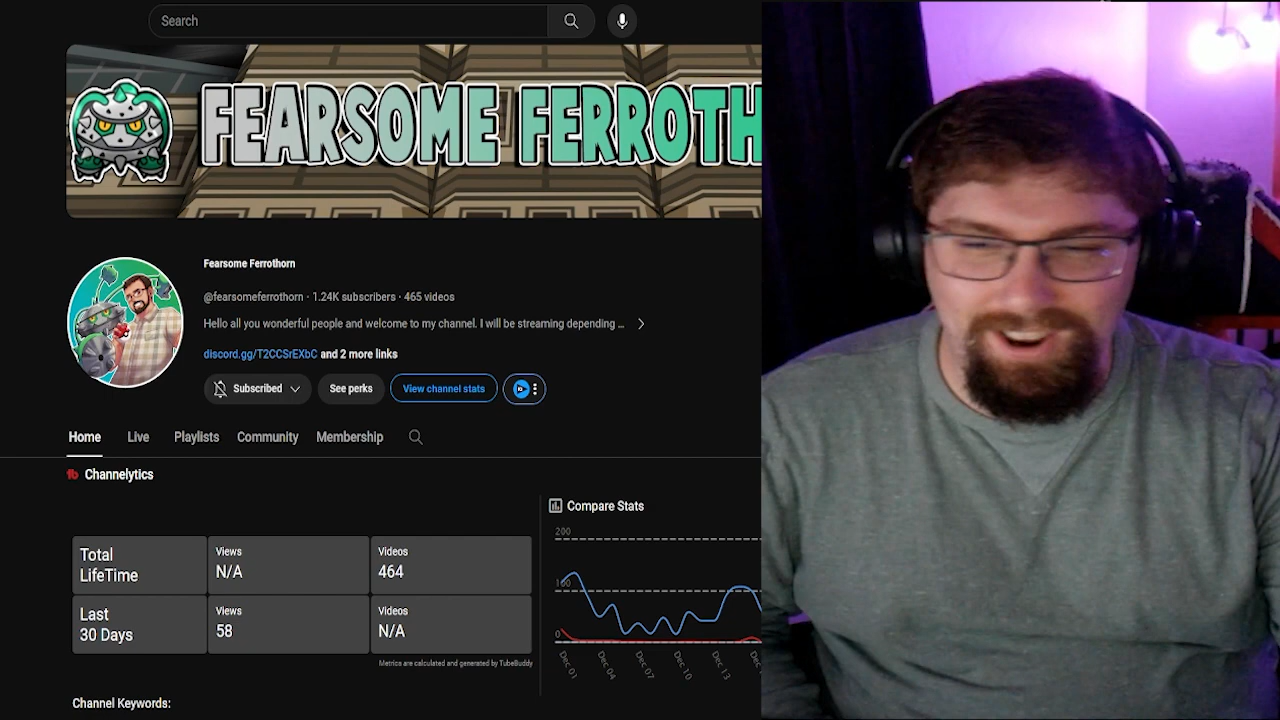 Search
FEARSOME FERROTH
Fearsome Ferrothorn
@fearsomeferrothorn · 1.24K subscribers · 465 videos
Hello all you wonderful people and welcome to my channel. I will be streaming depending ...
discord.gg/T2CCSrEXbC and 2 more links
Subscribed
See perks
View channel stats
Home Live Playlists Community Membership
Channelytics
Compare Stats
Total LifeTime
Views
N/A
Videos
464
Last 30 Days
Views
58
Videos
N/A
200
100
0
Dec 01 Dec 04 Dec 07 Dec 10 Dec 13
Metrics are calculated and generated by TubeBuddy
Channel Keywords: